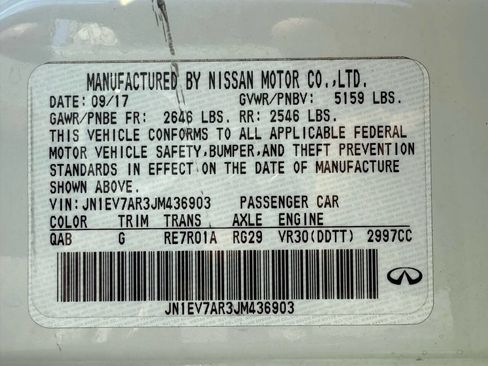 MANUFACTURED BY NISSAN MOTOR CO.,LTD.
DATE: 09/17 GVWR/PNBV: 5159 LBS.
GAWR/PNBE FR: 2646 LBS. RR: 2546 LBS.
THIS VEHICLE CONFORMS TO ALL APPLICABLE FEDERAL
MOTOR VEHICLE SAFETY,BUMPER,AND THEFT PREVENTION
STANDARDS IN EFFECT ON THE DATE OF MANUFACTURE
SHOWN ABOVE.
VIN:JN1EV7AR3JM436903 PASSENGER CAR
COLOR TRIM TRANS AXLE ENGINE
QAB G RE7R01A RG29 VR30(DDTT) 2997CC
JN1EV7AR3JM436903